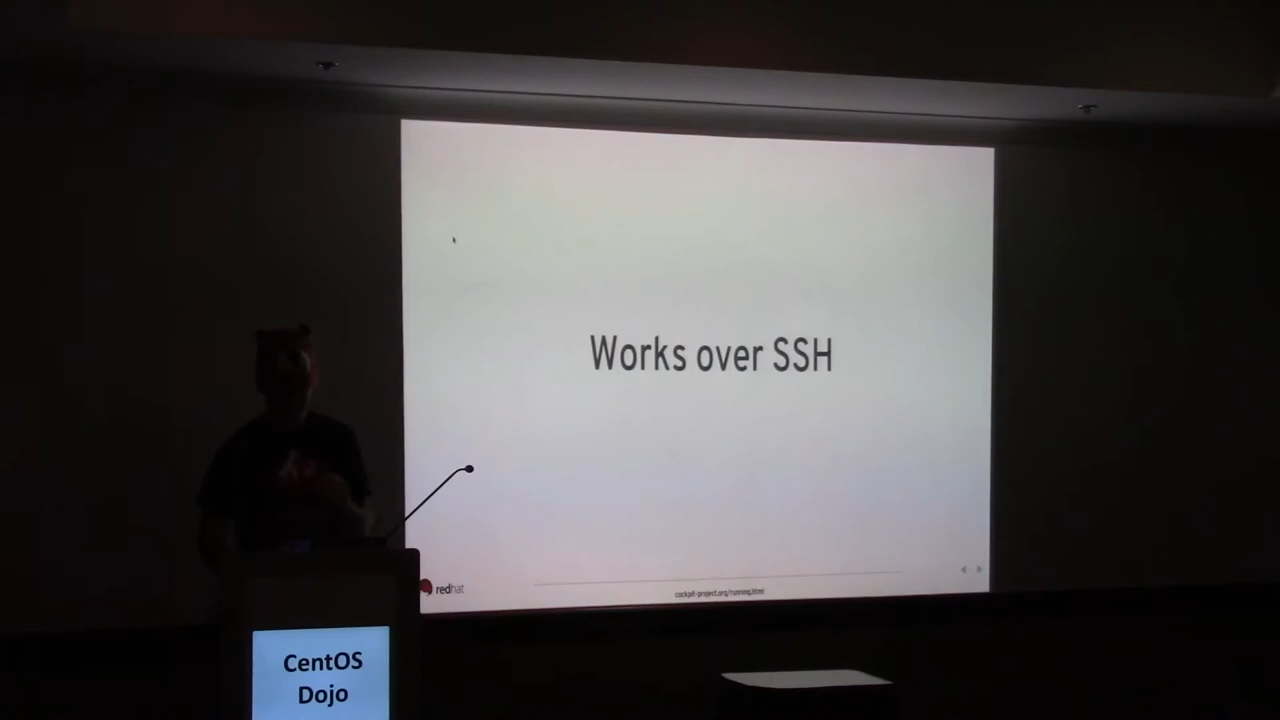 Works over SSH
redhat
cockpit-project.org/running.html
CentOS
Dojo